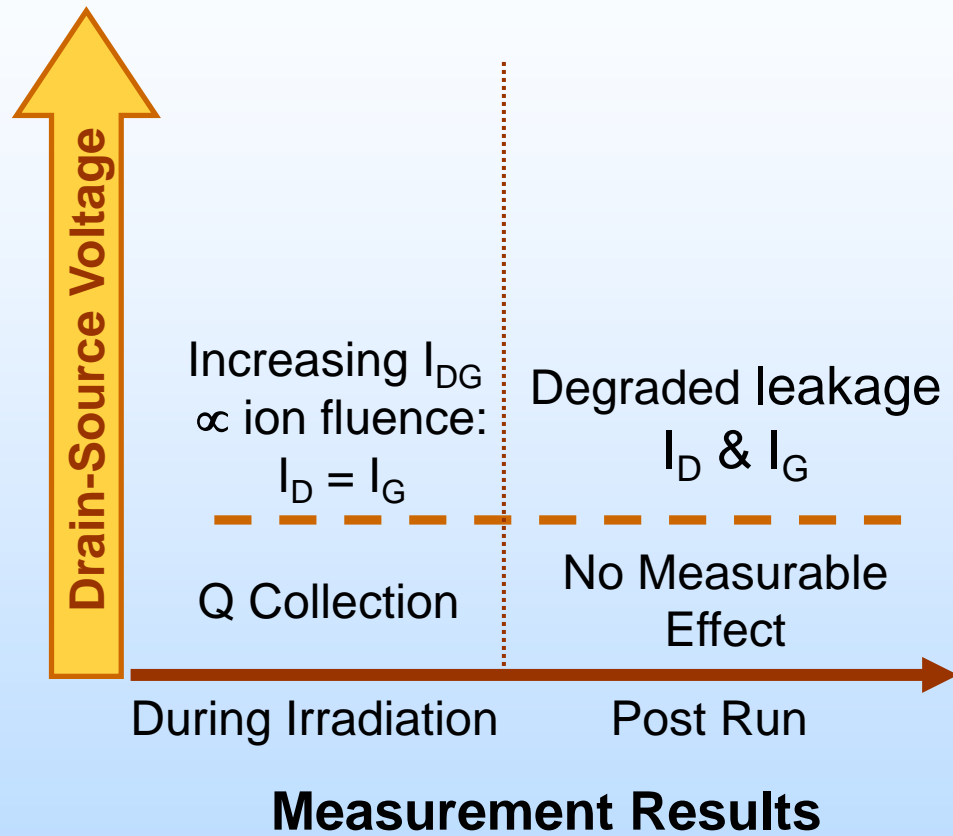 Drain-Source Voltage
Increasing I_DG
∝ ion fluence:
I_D = I_G
Degraded leakage
I_D & I_G
Q Collection
No Measurable
Effect
During Irradiation
Post Run
Measurement Results